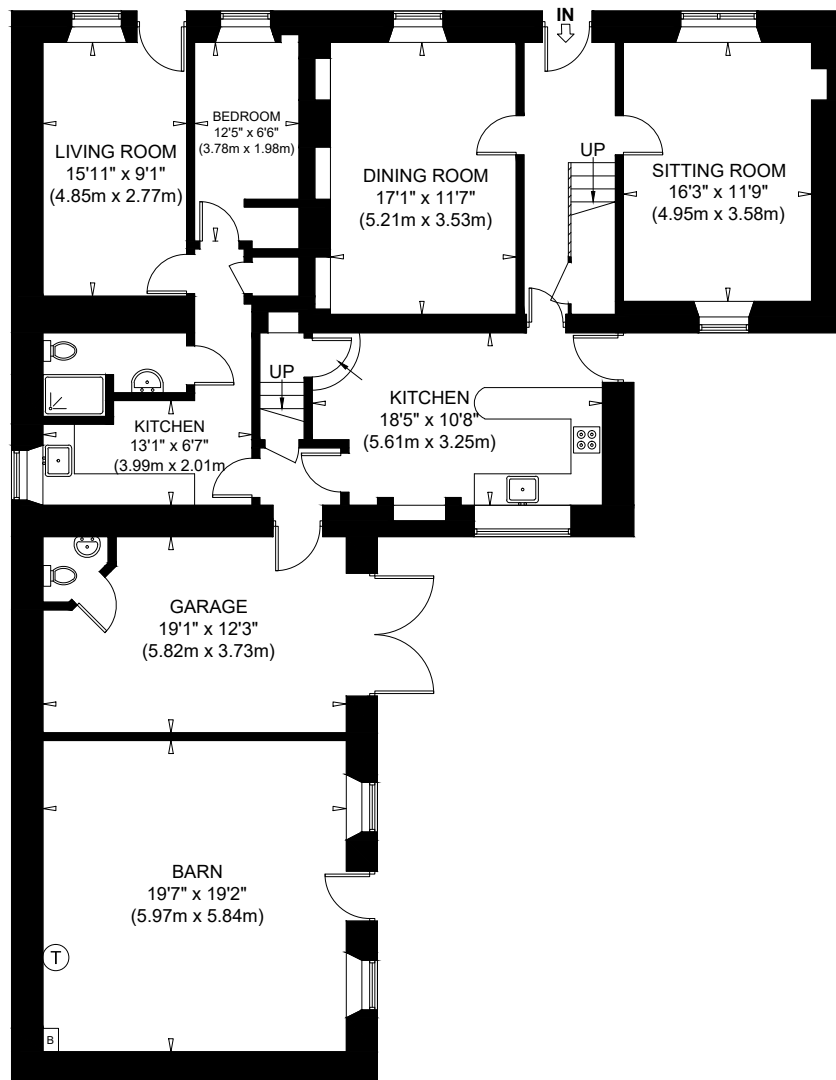 IN
BEDROOM
12'5" x 6'6"
(3.78m x 1.98m)
LIVING ROOM
15'11" x 9'1"
(4.85m x 2.77m)
DINING ROOM
17'1" x 11'7"
(5.21m x 3.53m)
UP
SITTING ROOM
16'3" x 11'9"
(4.95m x 3.58m)
UP
KITCHEN
18'5" x 10'8"
(5.61m x 3.25m)
KITCHEN
13'1" x 6'7"
(3.99m x 2.01m
GARAGE
19'1" x 12'3"
(5.82m x 3.73m)
BARN
19'7" x 19'2"
(5.97m x 5.84m)
T
B